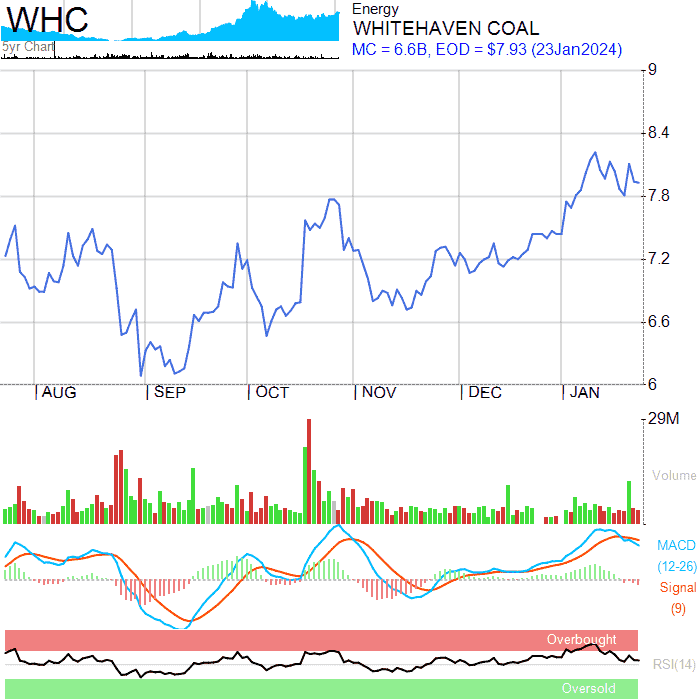 WHC
5yr Chart
Energy
WHITEHAVEN COAL
MC = 6.6B, EOD = $7.93 (23Jan2024)
9
8.4
7.8
7.2
6.6
6
AUG SEP OCT NOV DEC JAN
29M
Volume
MACD
(12-26)
Signal
(9)
Overbought
RSI(14)
Oversold